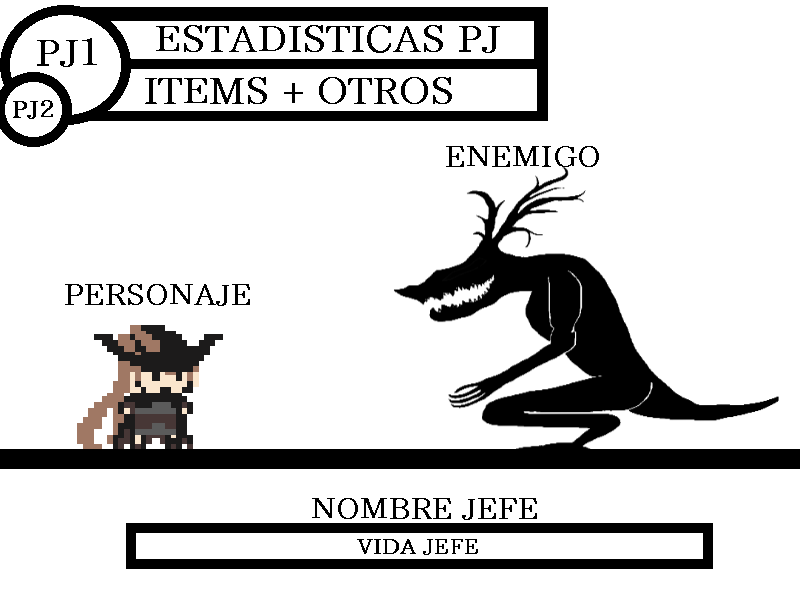 PJ1
ESTADISTICAS PJ
PJ2
ITEMS + OTROS
ENEMIGO
PERSONAJE
NOMBRE JEFE
VIDA JEFE